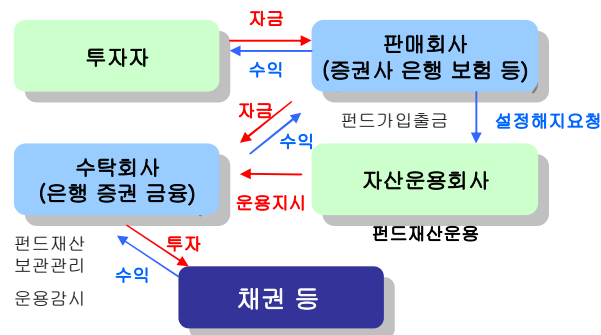 자금
투자자
판매회사
(증권사 은행 보험 등)
수익
자금
펀드가입출금
설정해지요청
수익
수탁회사
(은행 증권 금융)
자산운용회사
운용지시
펀드재산운용
펀드재산
보관관리
투자
수익
운용감시
채권 등